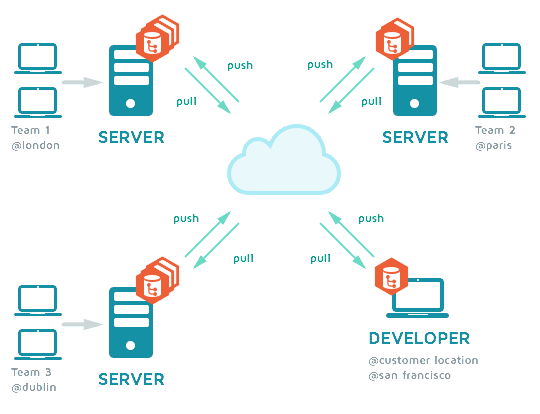 push
pull
Team 1
@london
SERVER
push
pull
SERVER
Team 2
@paris
push
pull
Team 3
@dublin
SERVER
push
pull
DEVELOPER
@customer location
@san francisco